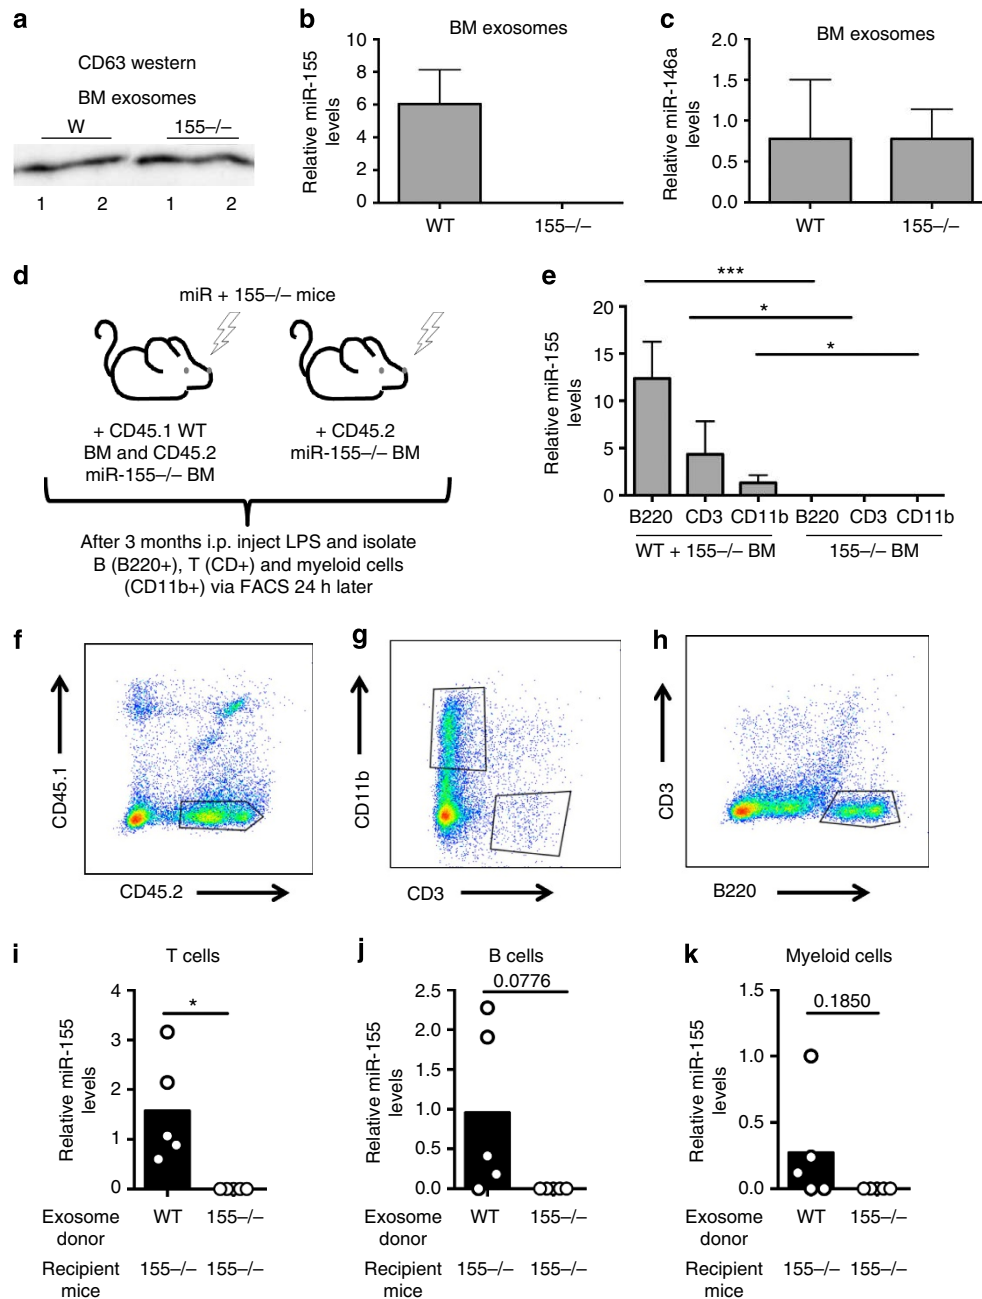 a
CD63 western
BM exosomes
W 155–/–
1 2 1 2
b
BM exosomes
Relative miR-155
levels
10
8
6
4
2
0
WT 155–/–
c
BM exosomes
Relative miR-146a
levels
2.0
1.5
1.0
0.5
0.0
WT 155–/–
d
miR + 155–/– mice
+ CD45.1 WT
BM and CD45.2
miR-155–/– BM
+ CD45.2
miR-155–/– BM
After 3 months i.p. inject LPS and isolate
B (B220+), T (CD+) and myeloid cells
(CD11b+) via FACS 24 h later
e
***
*
*
Relative miR-155
levels
20
15
10
5
0
B220 CD3 CD11b B220 CD3 CD11b
WT + 155–/– BM 155–/– BM
f
CD45.1
CD45.2
g
CD11b
CD3
h
CD3
B220
i
T cells
*
Relative miR-155
levels
4
3
2
1
0
Exosome
donor
WT 155–/–
Recipient
mice
155–/– 155–/–
j
B cells
0.0776
Relative miR-155
levels
2.5
2.0
1.5
1.0
0.5
0.0
Exosome
donor
WT 155–/–
Recipient
mice
155–/– 155–/–
k
Myeloid cells
0.1850
Relative miR-155
levels
1.5
1.0
0.5
0.0
Exosome
donor
WT 155–/–
Recipient
mice
155–/– 155–/–